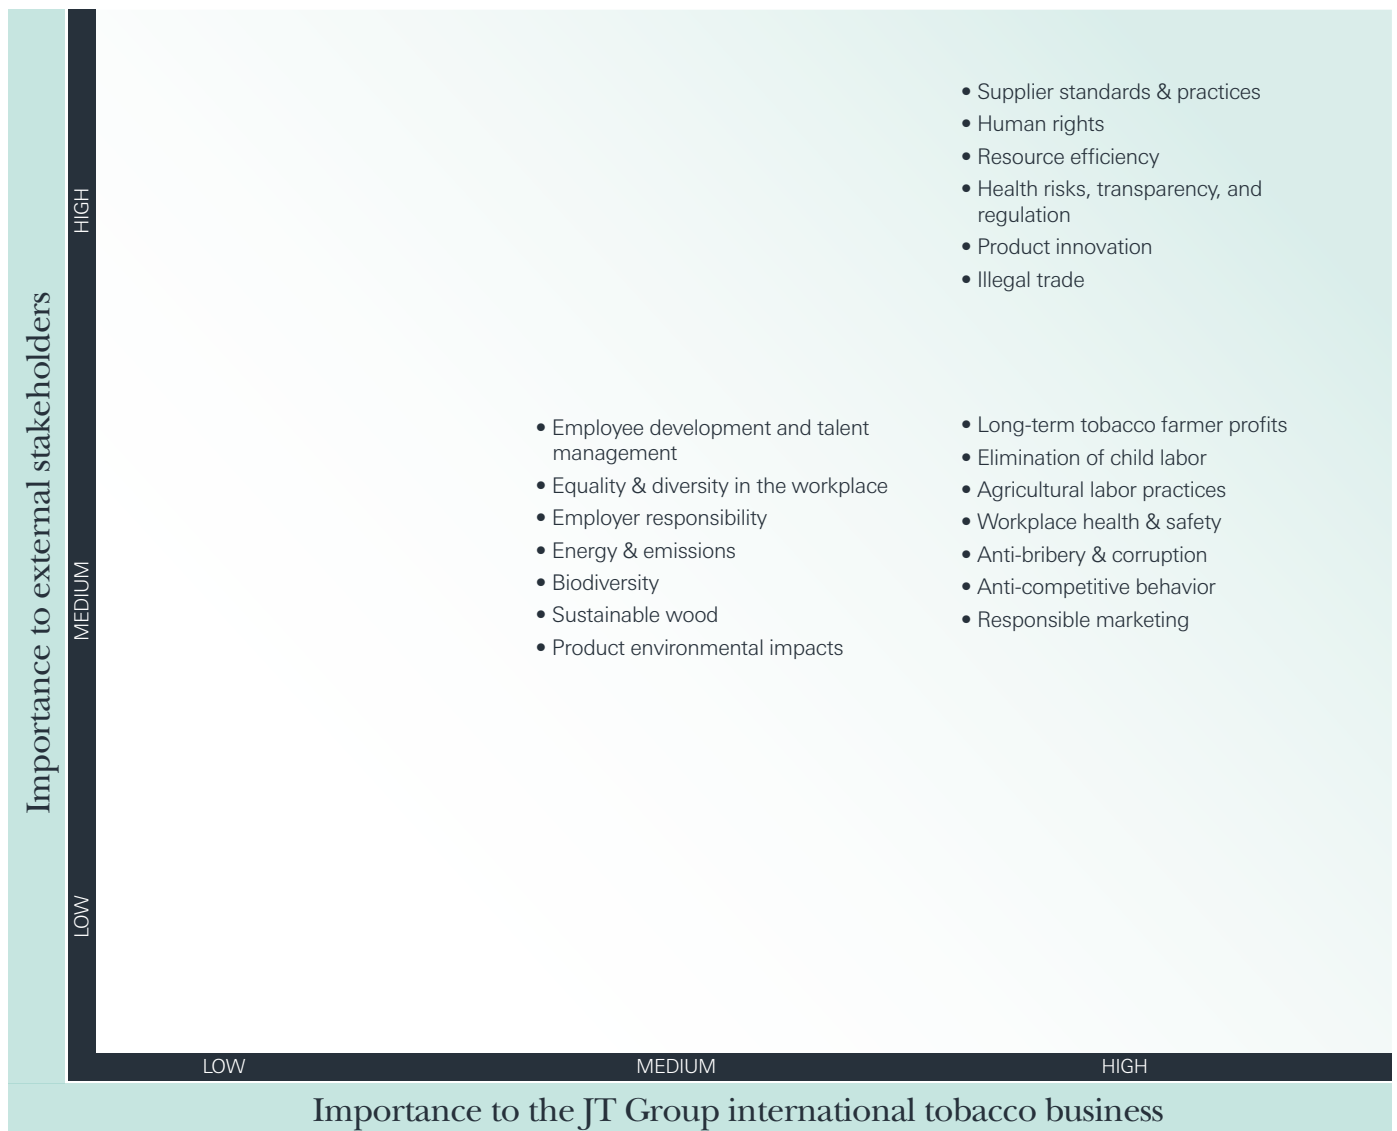 Importance to external stakeholders
HIGH
MEDIUM
LOW
• Supplier standards & practices
• Human rights
• Resource efficiency
• Health risks, transparency, and
regulation
• Product innovation
• Illegal trade
• Employee development and talent
management
• Equality & diversity in the workplace
• Employer responsibility
• Energy & emissions
• Biodiversity
• Sustainable wood
• Product environmental impacts
• Long-term tobacco farmer profits
• Elimination of child labor
• Agricultural labor practices
• Workplace health & safety
• Anti-bribery & corruption
• Anti-competitive behavior
• Responsible marketing
LOW
MEDIUM
HIGH
Importance to the JT Group international tobacco business